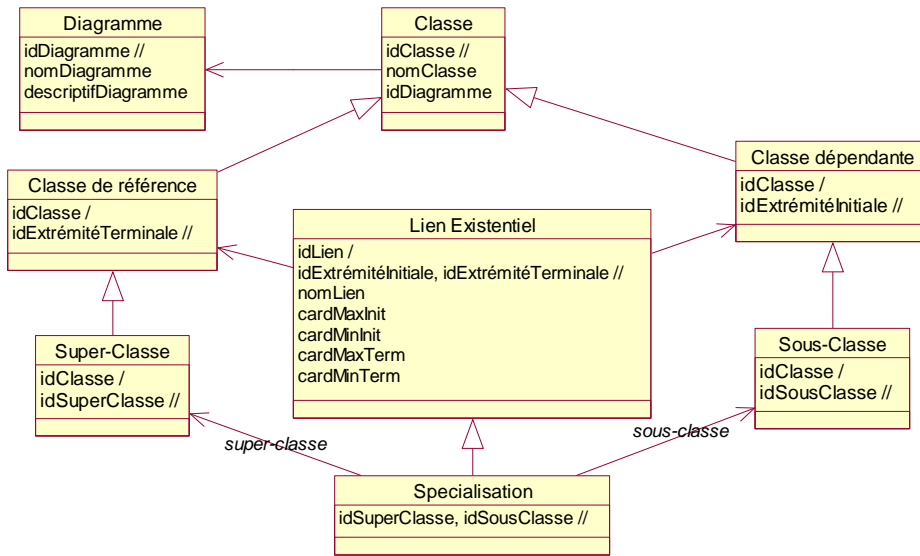 Diagramme
idDiagramme //
nomDiagramme
descriptifDiagramme
Classe
idClasse //
nomClasse
idDiagramme
Classe de référence
idClasse /
idExtrémitéTerminale //
Classe dépendante
idClasse /
idExtrémitéInitiale //
Lien Existentiel
idLien /
idExtrémitéInitiale, idExtrémitéTerminale //
nomLien
cardMaxInit
cardMinInit
cardMaxTerm
cardMinTerm
Super-Classe
idClasse /
idSuperClasse //
Sous-Classe
idClasse /
idSousClasse //
super-classe
sous-classe
Specialisation
idSuperClasse, idSousClasse //